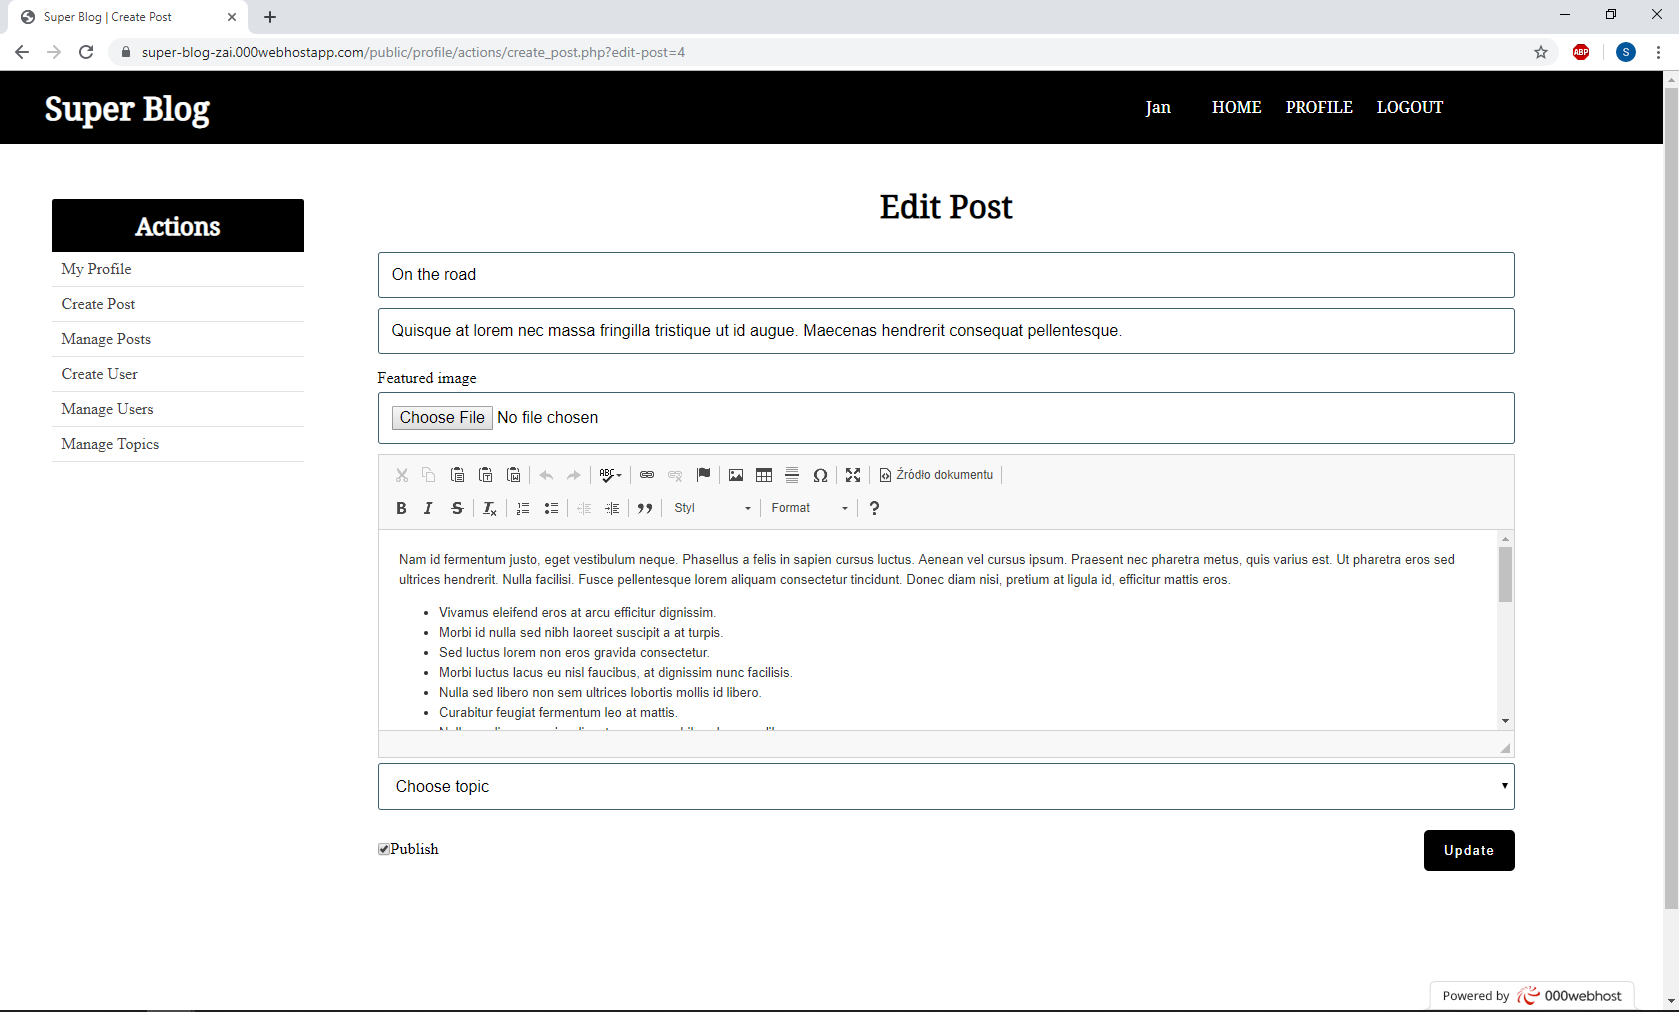 Super Blog | Create Post
super-blog-zai.000webhostapp.com/public/profile/actions/create_post.php?edit-post=4
ABP
S
Super Blog
Jan HOME PROFILE LOGOUT
Actions
My Profile
Create Post
Manage Posts
Create User
Manage Users
Manage Topics
Edit Post
On the road
Quisque at lorem nec massa fringilla tristique ut id augue. Maecenas hendrerit consequat pellentesque.
Featured image
Choose File No file chosen
ABC Ω Źródło dokumentu
B I S Tx Styl Format ?
Nam id fermentum justo, eget vestibulum neque. Phasellus a felis in sapien cursus luctus. Aenean vel cursus ipsum. Praesent nec pharetra metus, quis varius est. Ut pharetra eros sed
ultrices hendrerit. Nulla facilisi. Fusce pellentesque lorem aliquam consectetur tincidunt. Donec diam nisi, pretium at ligula id, efficitur mattis eros.
• Vivamus eleifend eros at arcu efficitur dignissim.
• Morbi id nulla sed nibh laoreet suscipit a at turpis.
• Sed luctus lorem non eros gravida consectetur.
• Morbi luctus lacus eu nisl faucibus, at dignissim nunc facilisis.
• Nulla sed libero non sem ultrices lobortis mollis id libero.
• Curabitur feugiat fermentum leo at mattis.
Choose topic
Publish
Update
Powered by 000webhost